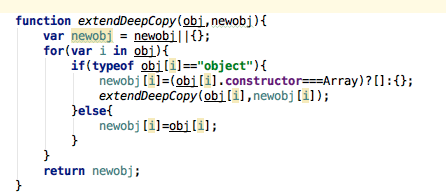 function extendDeepCopy(obj,newobj){
    var newobj = newobj||{};
    for(var i in obj){
        if(typeof obj[i]=="object"){
            newobj[i]=(obj[i].constructor===Array)?[]:{};
            extendDeepCopy(obj[i],newobj[i]);
        }else{
            newobj[i]=obj[i];
        }
    }
    return newobj;
}